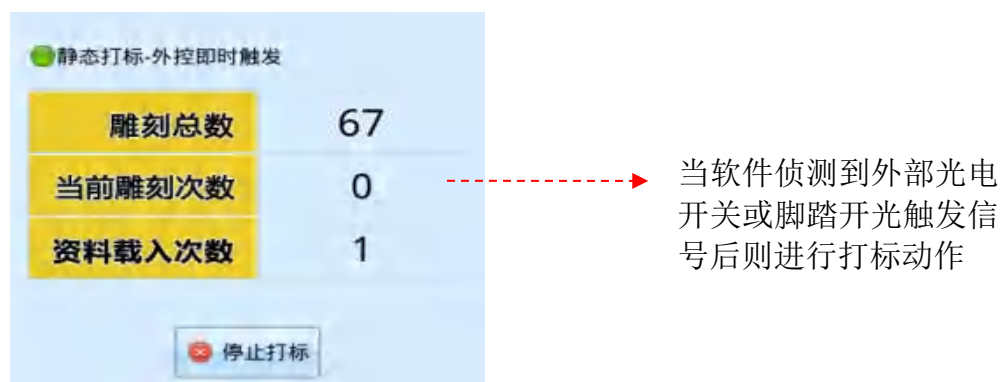 静态打标-外控即时触发
雕刻总数 67
当前雕刻次数 0
资料载入次数 1
停止打标
当软件侦测到外部光电
开关或脚踏开光触发信
号后则进行打标动作